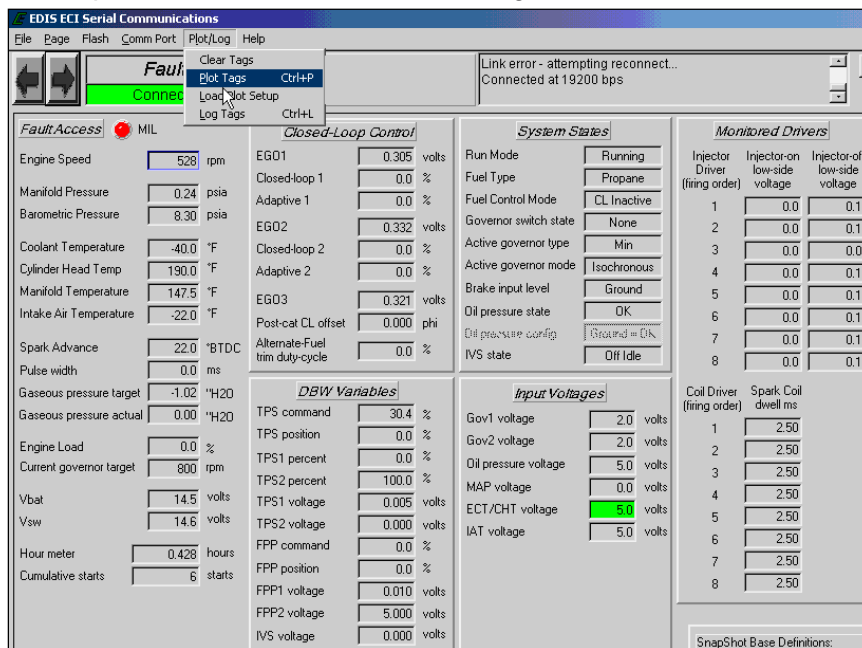 EDIS ECI Serial Communications
File Page Flash Comm Port Plot/Log Help
Clear Tags
Plot Tags Ctrl+P
Load Plot Setup
Log Tags Ctrl+L
Link error - attempting reconnect...
Connected at 19200 bps
Fault Access MIL
Engine Speed 528 rpm
Manifold Pressure 0.24 psia
Barometric Pressure 8.30 psia
Coolant Temperature -40.0 °F
Cylinder Head Temp 190.0 °F
Manifold Temperature 147.5 °F
Intake Air Temperature -22.0 °F
Spark Advance 22.0 °BTDC
Pulse width 0.0 ms
Gaseous pressure target -1.02 "H2O
Gaseous pressure actual 0.00 "H2O
Engine Load 0.0 %
Current governor target 800 rpm
Vbat 14.5 volts
Vsw 14.6 volts
Hour meter 0.428 hours
Cumulative starts 6 starts
Closed-Loop Control
EGO1 0.305 volts
Closed-loop 1 0.0 %
Adaptive 1 0.0 %
EGO2 0.332 volts
Closed-loop 2 0.0 %
Adaptive 2 0.0 %
EGO3 0.321 volts
Post-cat CL offset 0.000 phi
Alternate-Fuel
trim duty-cycle 0.0 %
DBW Variables
TPS command 30.4 %
TPS position 0.0 %
TPS1 percent 0.0 %
TPS2 percent 100.0 %
TPS1 voltage 0.005 volts
TPS2 voltage 0.000 volts
FPP command 0.0 %
FPP position 0.0 %
FPP1 voltage 0.010 volts
FPP2 voltage 5.000 volts
IVS voltage 0.000 volts
System States
Run Mode Running
Fuel Type Propane
Fuel Control Mode CL Inactive
Governor switch state None
Active governor type Min
Active governor mode Isochronous
Brake input level Ground
Oil pressure state OK
Oil pressure config Ground = OK
IVS state Off Idle
Input Voltages
Gov1 voltage 2.0 volts
Gov2 voltage 2.0 volts
Oil pressure voltage 5.0 volts
MAP voltage 0.0 volts
ECT/CHT voltage 5.0 volts
IAT voltage 5.0 volts
Monitored Drivers
Injector Injector-on Injector-of
Driver low-side low-side
(firing order) voltage voltage
1 0.0 0.1
2 0.0 0.1
3 0.0 0.0
4 0.0 0.1
5 0.0 0.1
6 0.0 0.1
7 0.0 0.1
8 0.0 0.1
Coil Driver Spark Coil
(firing order) dwell ms
1 2.50
2 2.50
3 2.50
4 2.50
5 2.50
6 2.50
7 2.50
8 2.50
SnapShot Base Definitions: